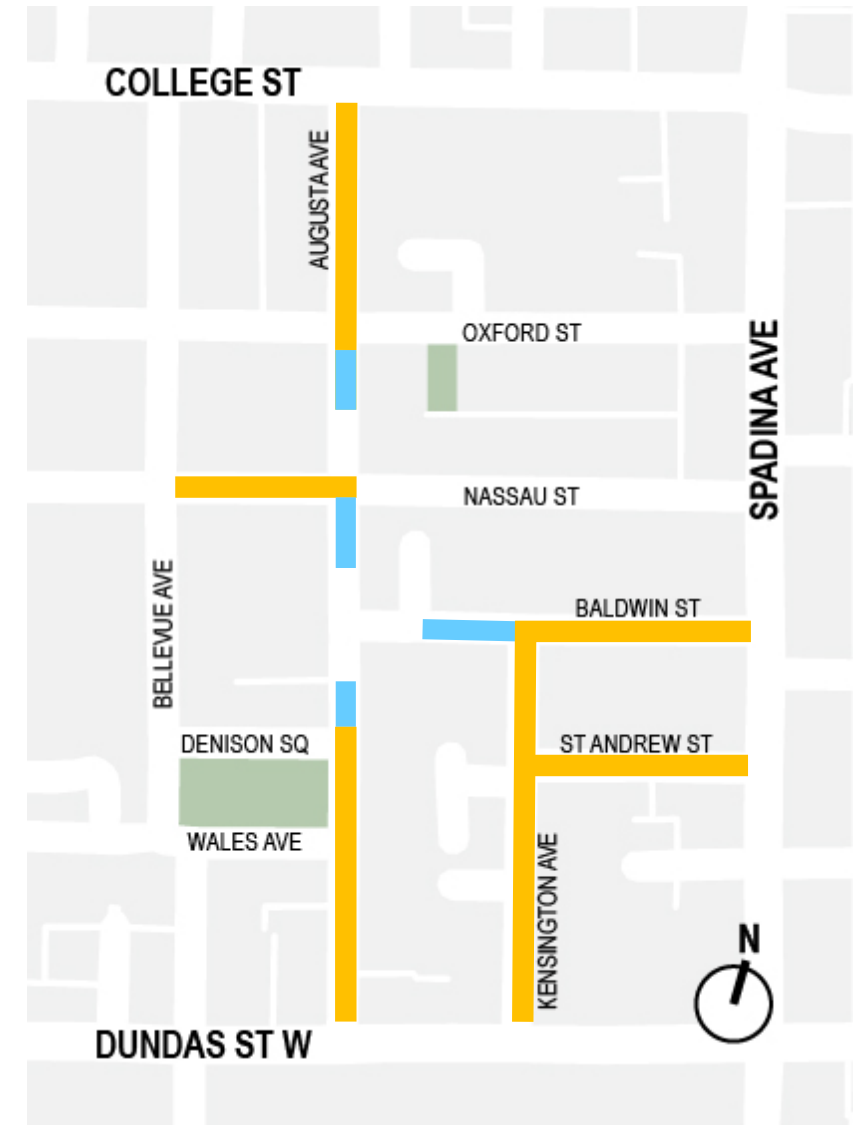 COLLEGE ST
AUGUSTA AVE
OXFORD ST
SPADINA AVE
NASSAU ST
BELLEVUE AVE
BALDWIN ST
DENISON SQ
ST ANDREW ST
WALES AVE
KENSINGTON AVE
N
DUNDAS ST W